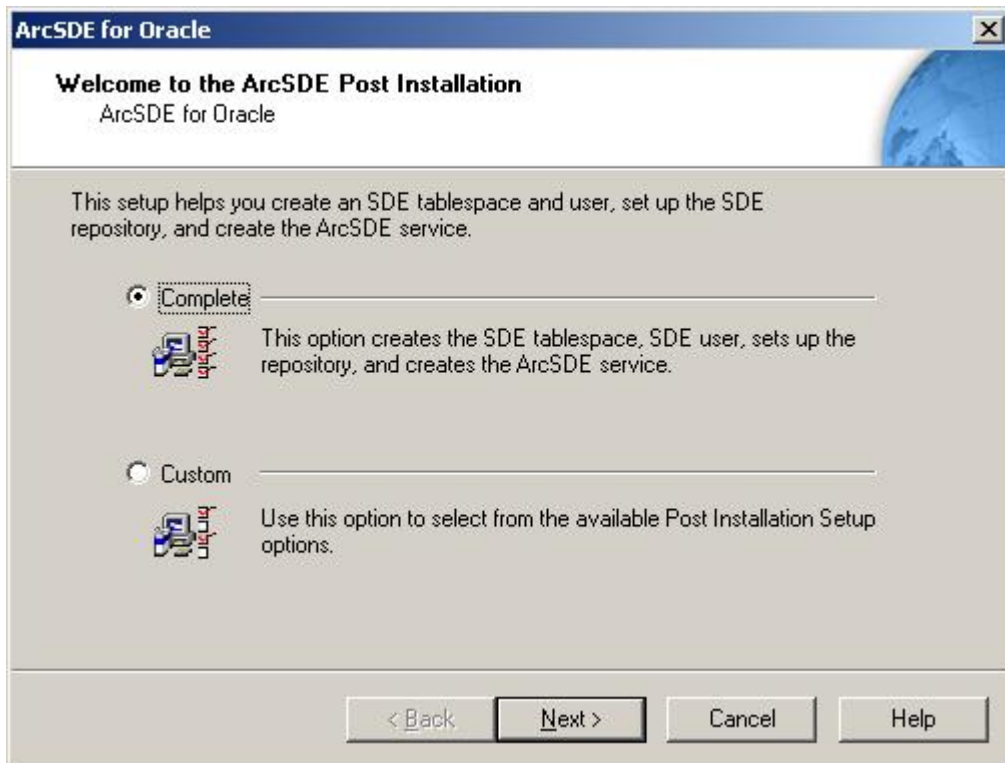 ArcSDE for Oracle
Welcome to the ArcSDE Post Installation
ArcSDE for Oracle
This setup helps you create an SDE tablespace and user, set up the SDE
repository, and create the ArcSDE service.
Complete
This option creates the SDE tablespace, SDE user, sets up the
repository, and creates the ArcSDE service.
Custom
Use this option to select from the available Post Installation Setup
options.
< Back
Next >
Cancel
Help